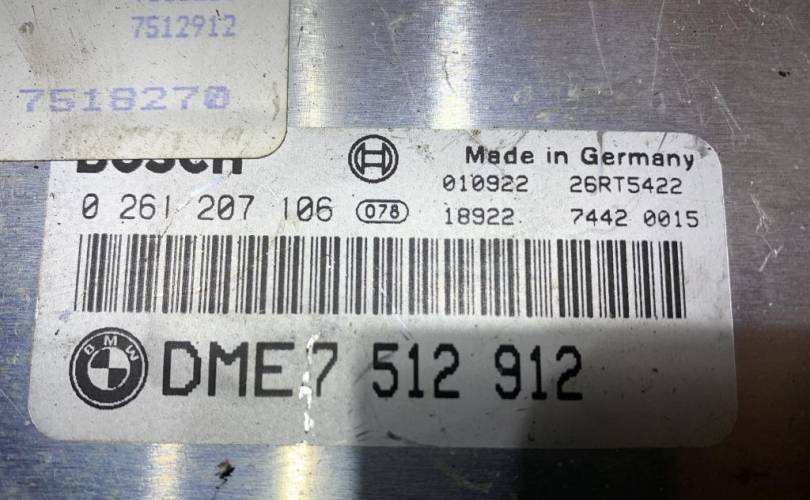 7512912
7518270
BOSCH
Made in Germany
010922 26RT5422
0 261 207 106 078 18922 7442 0015
BMW
DME 7 512 912